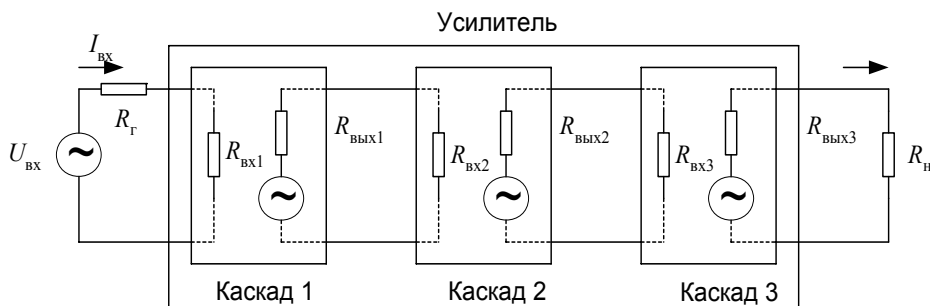 Усилитель
Iвх
Rг
Uвх
Rвх1
Rвых1
Rвх2
Rвых2
Rвх3
Rвых3
Rн
~
~
~
~
Каскад 1
Каскад 2
Каскад 3